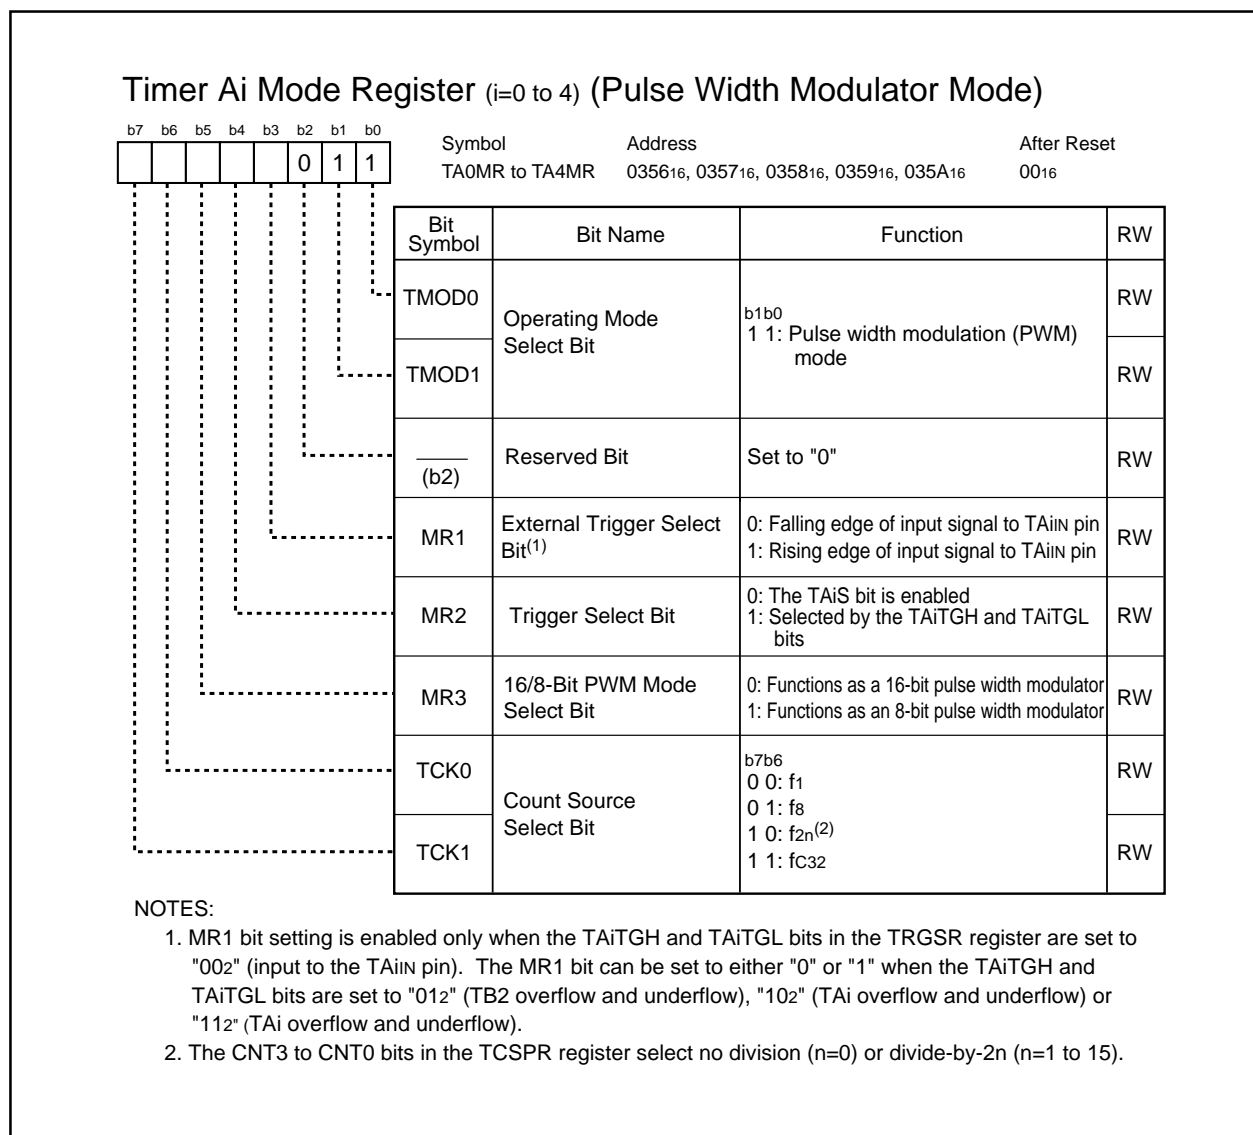 Timer Ai Mode Register (i=0 to 4) (Pulse Width Modulator Mode)
b7 b6 b5 b4 b3 b2 b1 b0
0 1 1
Symbol Address After Reset
TA0MR to TA4MR 035616, 035716, 035816, 035916, 035A16 0016
Bit Symbol Bit Name Function RW
TMOD0 RW
Operating Mode
Select Bit
b1b0
1 1: Pulse width modulation (PWM)
mode
TMOD1 RW
(b2) Reserved Bit Set to "0" RW
MR1 External Trigger Select
Bit(1)
0: Falling edge of input signal to TAiIN pin
1: Rising edge of input signal to TAiIN pin
RW
MR2 Trigger Select Bit
0: The TAiS bit is enabled
1: Selected by the TAiTGH and TAiTGL
bits
RW
MR3 16/8-Bit PWM Mode
Select Bit
0: Functions as a 16-bit pulse width modulator
1: Functions as an 8-bit pulse width modulator
RW
TCK0 RW
Count Source
Select Bit
b7b6
0 0: f1
0 1: f8
1 0: f2n(2)
1 1: fC32
TCK1 RW
NOTES:
1. MR1 bit setting is enabled only when the TAiTGH and TAiTGL bits in the TRGSR register are set to
"002" (input to the TAiIN pin). The MR1 bit can be set to either "0" or "1" when the TAiTGH and
TAiTGL bits are set to "012" (TB2 overflow and underflow), "102" (TAi overflow and underflow) or
"112" (TAi overflow and underflow).
2. The CNT3 to CNT0 bits in the TCSPR register select no division (n=0) or divide-by-2n (n=1 to 15).